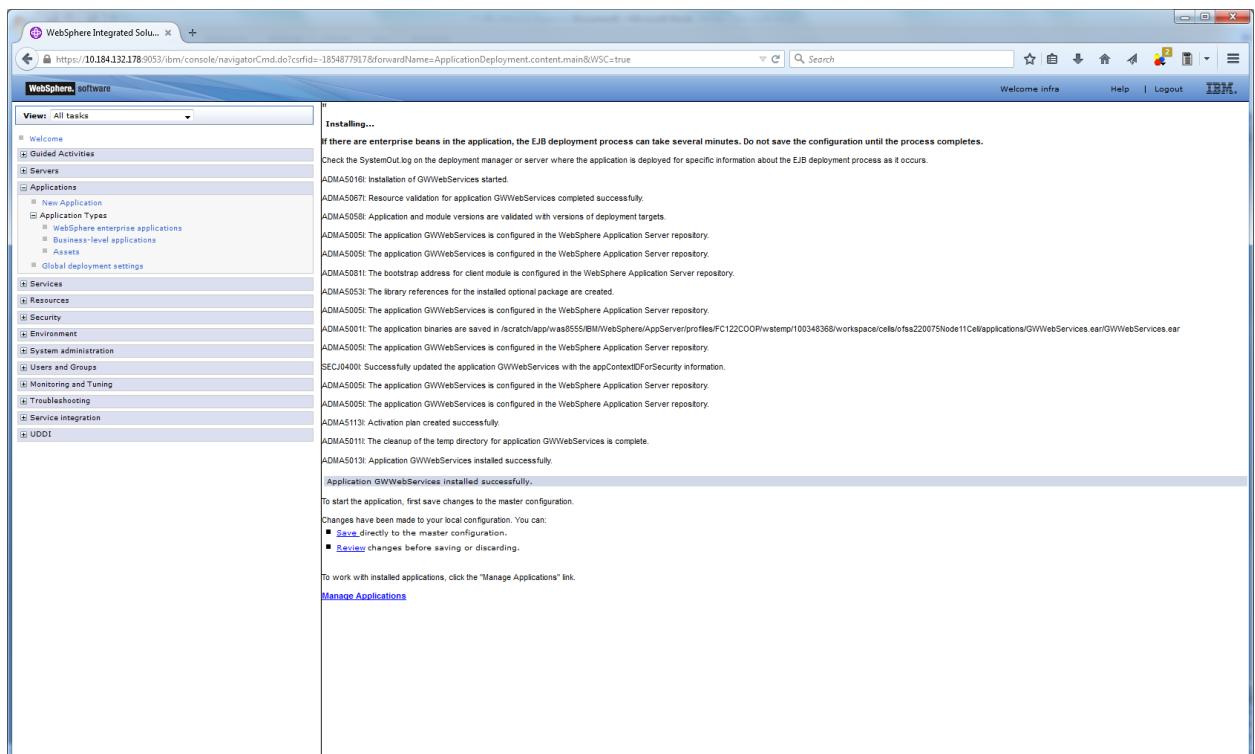 WebSphere Integrated Solu... × +
https://10.184.132.178:9053/ibm/console/navigatorCmd.do?csrfid=-1854877917&forwardName=ApplicationDeployment.content.main&WSC=true
Search
2
WebSphere. software
Welcome infra
Help | Logout
IBM.
View: All tasks
Welcome
Guided Activities
Servers
Applications
New Application
Application Types
WebSphere enterprise applications
Business-level applications
Assets
Global deployment settings
Services
Resources
Security
Environment
System administration
Users and Groups
Monitoring and Tuning
Troubleshooting
Service integration
UDDI
"
Installing...
If there are enterprise beans in the application, the EJB deployment process can take several minutes. Do not save the configuration until the process completes.
Check the SystemOut.log on the deployment manager or server where the application is deployed for specific information about the EJB deployment process as it occurs.
ADMA5016I: Installation of GWWebServices started.
ADMA5067I: Resource validation for application GWWebServices completed successfully.
ADMA5058I: Application and module versions are validated with versions of deployment targets.
ADMA5005I: The application GWWebServices is configured in the WebSphere Application Server repository.
ADMA5005I: The application GWWebServices is configured in the WebSphere Application Server repository.
ADMA5081I: The bootstrap address for client module is configured in the WebSphere Application Server repository.
ADMA5053I: The library references for the installed optional package are created.
ADMA5005I: The application GWWebServices is configured in the WebSphere Application Server repository.
ADMA5001I: The application binaries are saved in /scratch/app/was8555/IBM/WebSphere/AppServer/profiles/FC122COOP/wstemp/100348368/workspace/cells/ofss220075Node11Cell/applications/GWWebServices.ear/GWWebServices.ear
ADMA5005I: The application GWWebServices is configured in the WebSphere Application Server repository.
SECJ0400I: Successfully updated the application GWWebServices with the appContextIDForSecurity information.
ADMA5005I: The application GWWebServices is configured in the WebSphere Application Server repository.
ADMA5005I: The application GWWebServices is configured in the WebSphere Application Server repository.
ADMA5113I: Activation plan created successfully.
ADMA5011I: The cleanup of the temp directory for application GWWebServices is complete.
ADMA5013I: Application GWWebServices installed successfully.
Application GWWebServices installed successfully.
To start the application, first save changes to the master configuration.
Changes have been made to your local configuration. You can:
Save directly to the master configuration.
Review changes before saving or discarding.
To work with installed applications, click the "Manage Applications" link.
Manage Applications